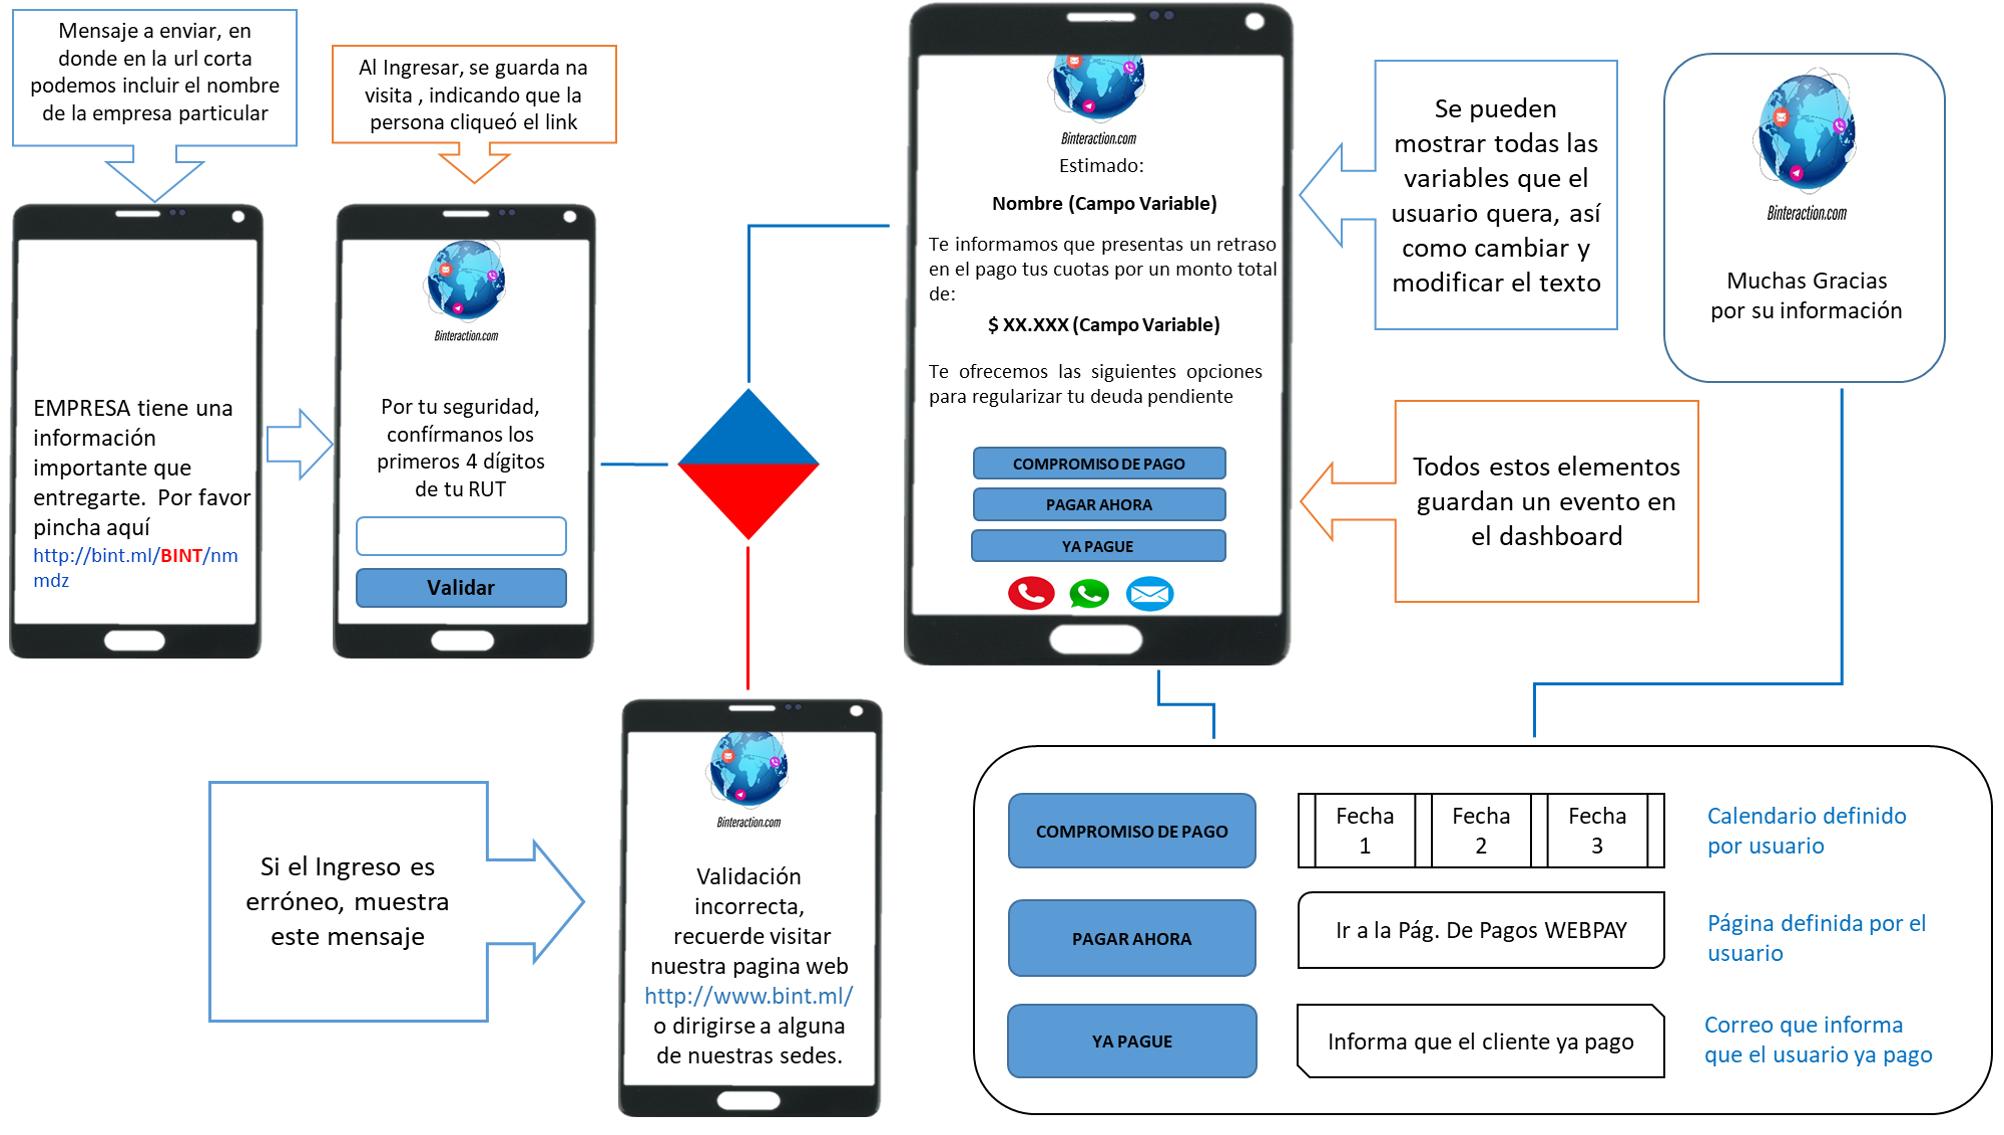 Mensaje a enviar, en
donde en la url corta
podemos incluir el nombre
de la empresa particular
Al Ingresar, se guarda na
visita , indicando que la
persona cliqueó el link
EMPRESA tiene una
información
importante que
entregarte. Por favor
pincha aquí
http://bint.ml/BINT/nm
mdz
Binteraction.com
Por tu seguridad,
confírmanos los
primeros 4 dígitos
de tu RUT
Validar
Binteraction.com
Estimado:
Nombre (Campo Variable)
Te informamos que presentas un retraso
en el pago tus cuotas por un monto total
de:
$ XX.XXX (Campo Variable)
Te ofrecemos las siguientes opciones
para regularizar tu deuda pendiente
COMPROMISO DE PAGO
PAGAR AHORA
YA PAGUE
Se pueden
mostrar todas las
variables que el
usuario quera, así
como cambiar y
modificar el texto
Todos estos elementos
guardan un evento en
el dashboard
Binteraction.com
Muchas Gracias
por su información
Si el Ingreso es
erróneo, muestra
este mensaje
Binteraction.com
Validación
incorrecta,
recuerde visitar
nuestra pagina web
http://www.bint.ml/
o dirigirse a alguna
de nuestras sedes.
COMPROMISO DE PAGO
Fecha
1
Fecha
2
Fecha
3
Calendario definido
por usuario
PAGAR AHORA
Ir a la Pág. De Pagos WEBPAY
Página definida por el
usuario
YA PAGUE
Informa que el cliente ya pago
Correo que informa
que el usuario ya pago